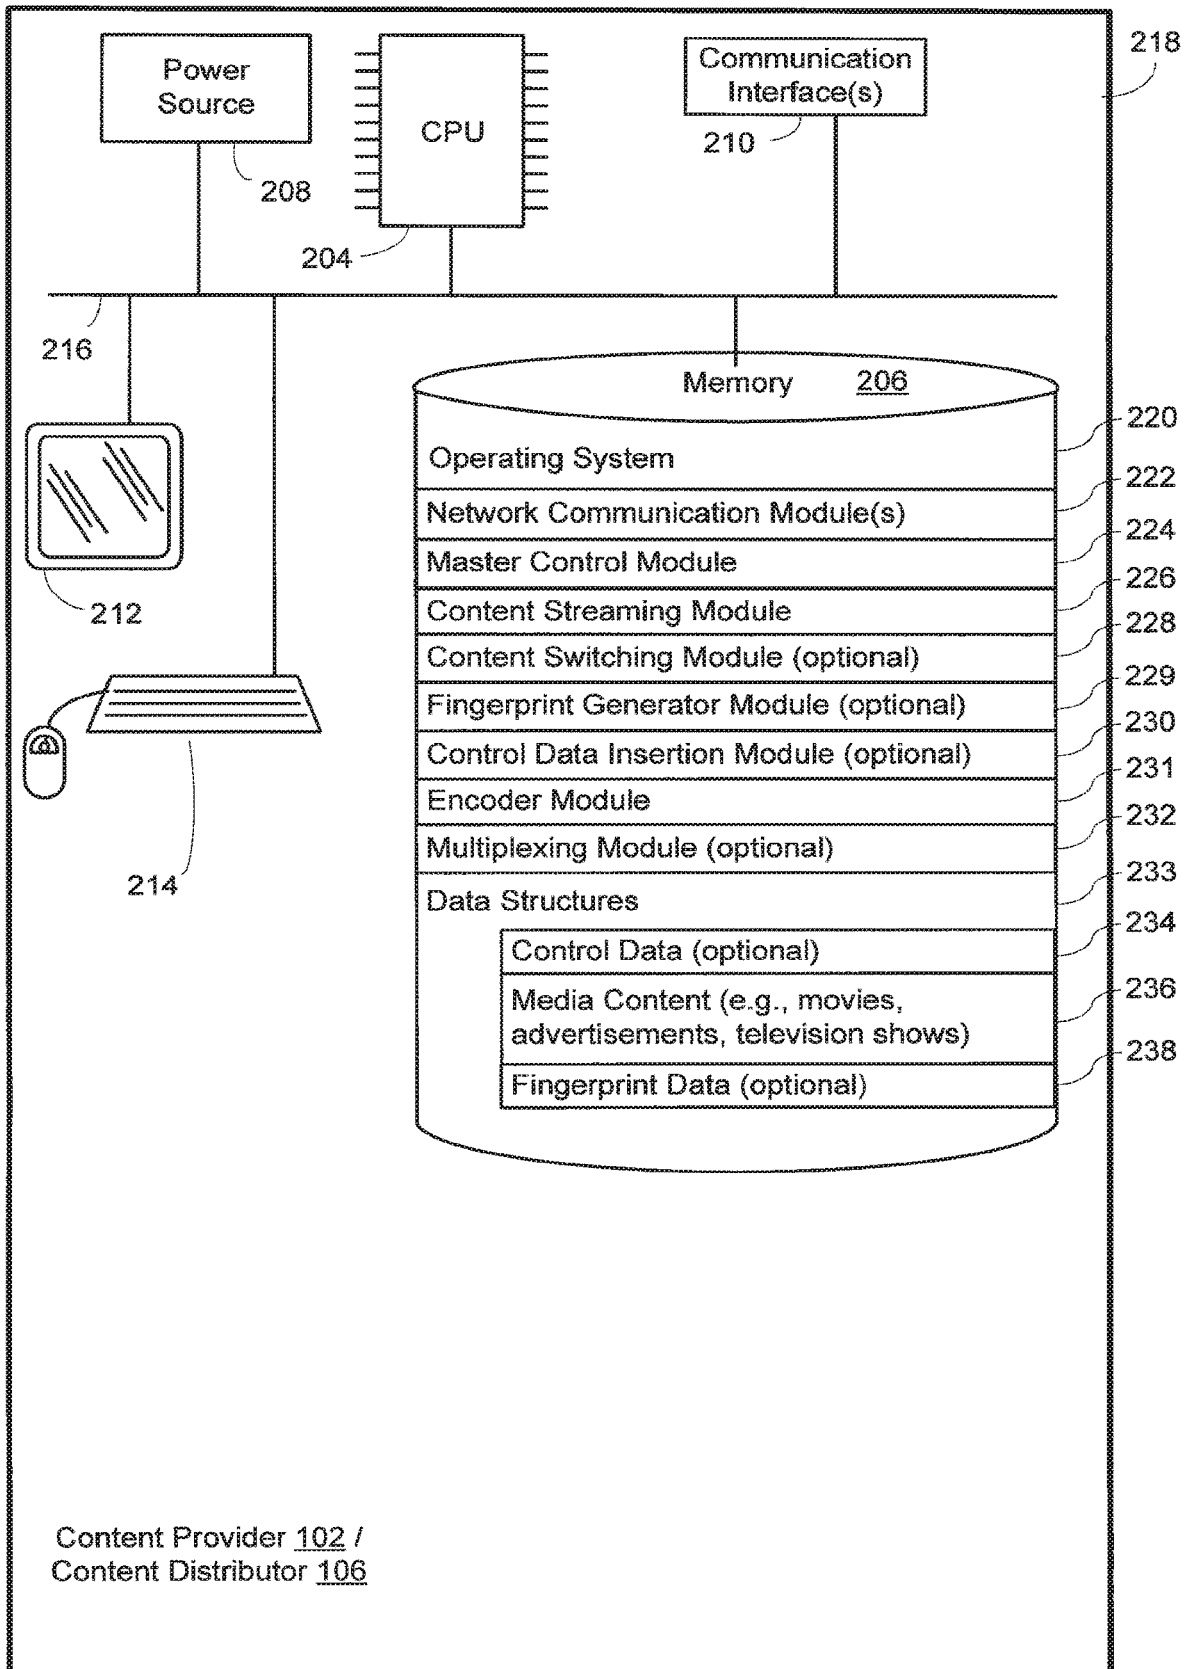 Power
Source
208
CPU
204
Communication
Interface(s)
210
218
216
Memory 206
220
Operating System
222
Network Communication Module(s)
224
Master Control Module
226
Content Streaming Module
228
Content Switching Module (optional)
229
Fingerprint Generator Module (optional)
230
Control Data Insertion Module (optional)
231
Encoder Module
232
Multiplexing Module (optional)
233
Data Structures
234
Control Data (optional)
236
Media Content (e.g., movies,
advertisements, television shows)
238
Fingerprint Data (optional)
212
214
Content Provider 102 /
Content Distributor 106